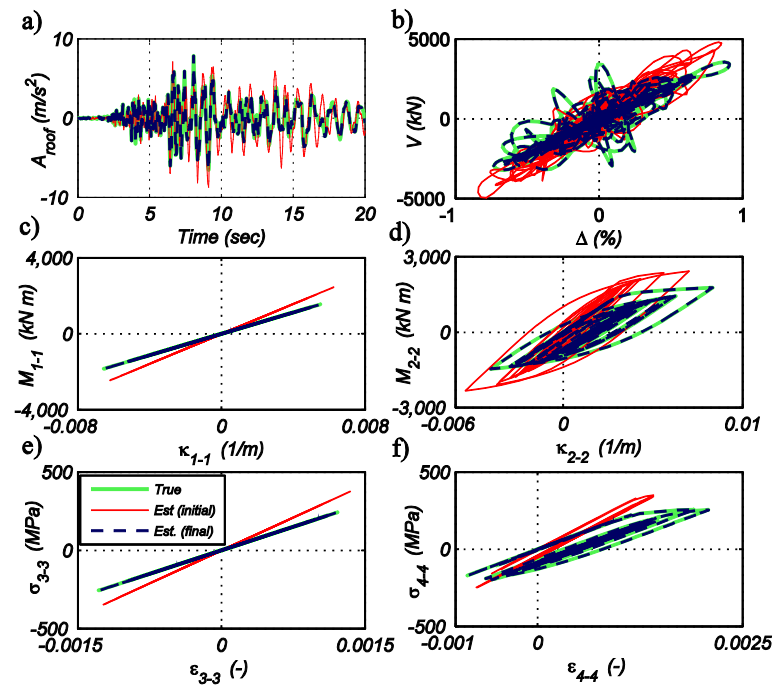 a)
10
0
-10
A_roof (m/s²)
0 5 10 15 20
Time (sec)
b)
5000
0
-5000
V (kN)
-1 0 1
Δ (%)
c)
4,000
0
-4,000
M_1-1 (kN m)
-0.008 0 0.008
κ_1-1 (1/m)
d)
3,000
0
-3,000
M_2-2 (kN m)
-0.006 0 0.01
κ_2-2 (1/m)
e)
500
0
-500
σ_3-3 (MPa)
True
Est (initial)
Est. (final)
-0.0015 0 0.0015
ε_3-3 (-)
f)
500
0
-500
σ_4-4 (MPa)
-0.001 0 0.0025
ε_4-4 (-)